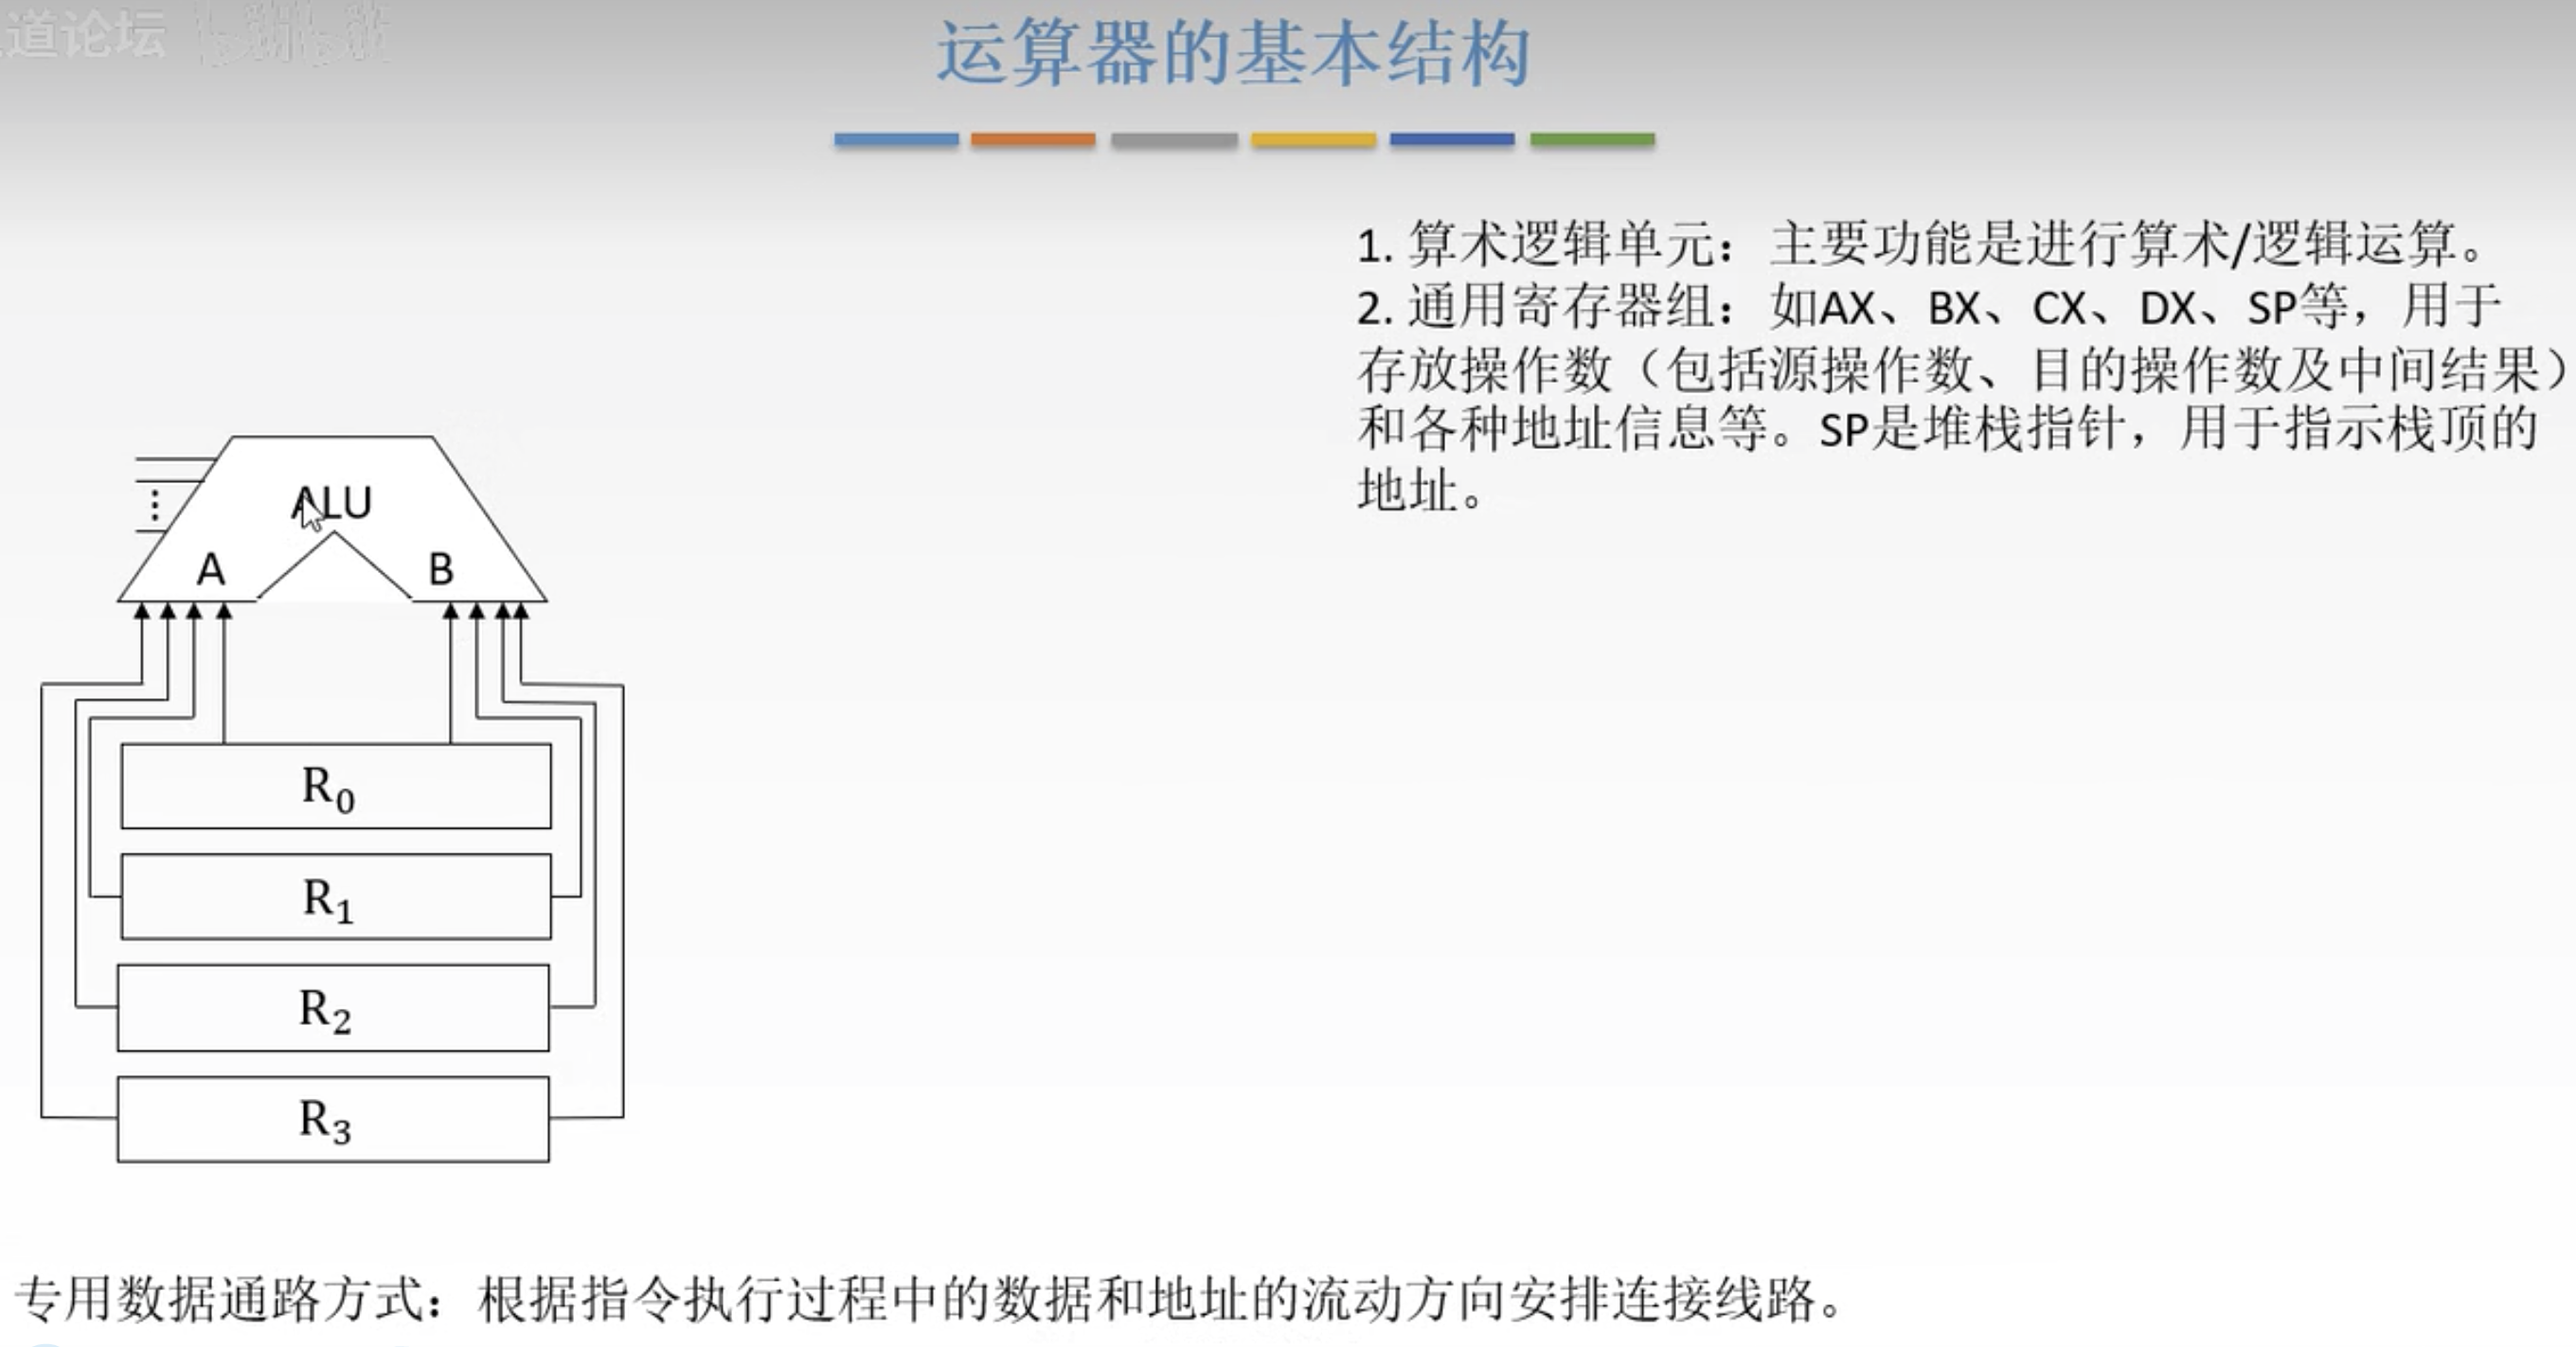 道论坛
运算器的基本结构
1. 算术逻辑单元：主要功能是进行算术/逻辑运算。
2. 通用寄存器组：如AX、BX、CX、DX、SP等，用于
存放操作数（包括源操作数、目的操作数及中间结果）
和各种地址信息等。SP是堆栈指针，用于指示栈顶的
地址。
ALU
A B
R₀
R₁
R₂
R₃
专用数据通路方式：根据指令执行过程中的数据和地址的流动方向安排连接线路。